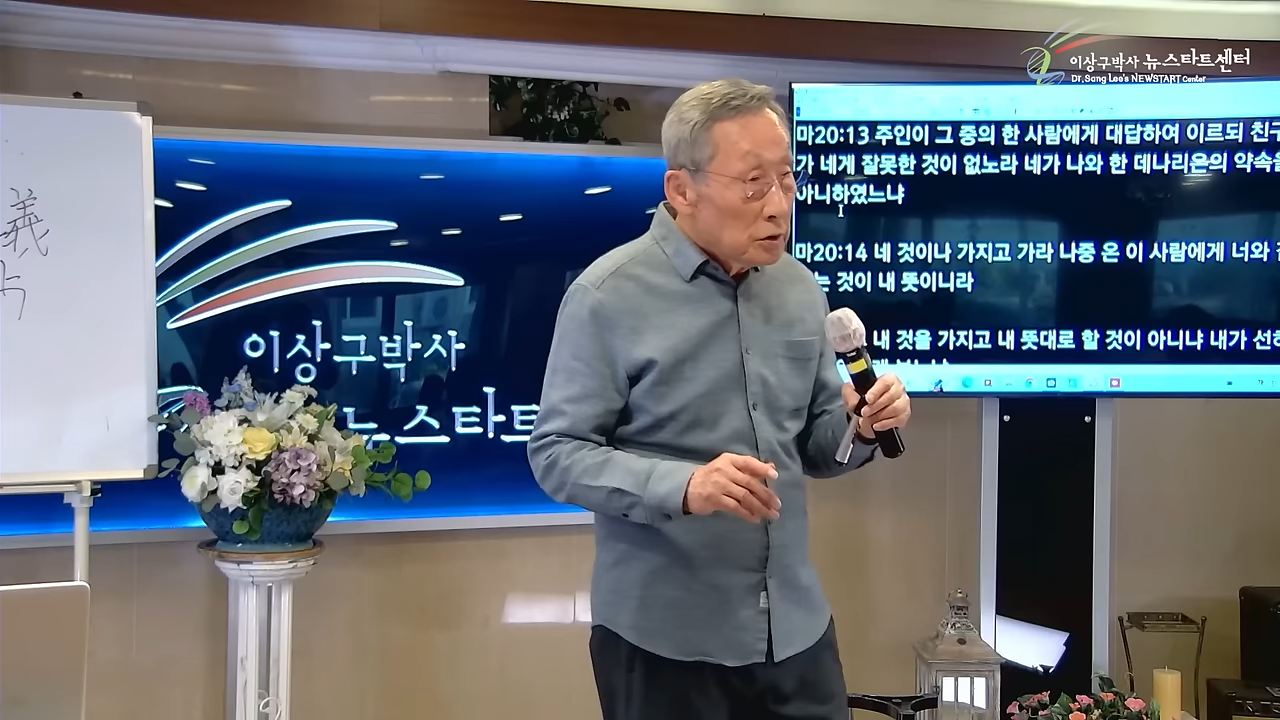 이상구박사 뉴스타트센터
Dr. Sang Lee's NEWSTART Center
義
이상구박사
뉴스타트
마20:13 주인이 그 중의 한 사람에게 대답하여 이르되 친구
가 네게 잘못한 것이 없노라 네가 나와 한 데나리온의 약속을
아니하였느냐
마20:14 네 것이나 가지고 가라 나중 온 이 사람에게 너와
는 것이 내 뜻이니라
내 것을 가지고 내 뜻대로 할 것이 아니냐 내가 선하